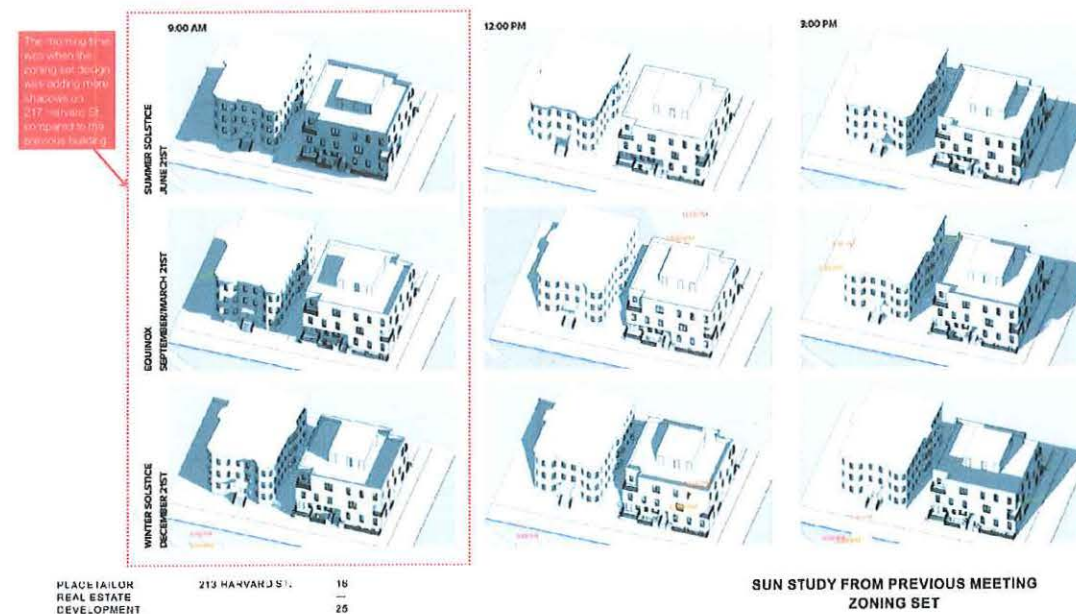 The morning time
was when the
zoning set design
was adding more
shadows on
217 Harvard St.
compared to the
previous building
9:00 AM
12:00 PM
3:00 PM
SUMMER SOLSTICE
JUNE 21ST
EQUINOX
SEPTEMBER/MARCH 21ST
WINTER SOLSTICE
DECEMBER 21ST
PLACETAILOR
REAL ESTATE
DEVELOPMENT
213 HARVARD ST.
16
—
25
SUN STUDY FROM PREVIOUS MEETING
ZONING SET